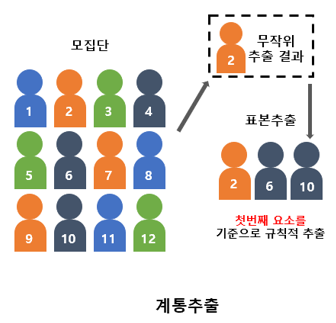 모집단
1 2 3 4
5 6 7 8
9 10 11 12
무작위
추출 결과
2
표본추출
2 6 10
첫번째 요소를
기준으로 규칙적 추출
계통추출